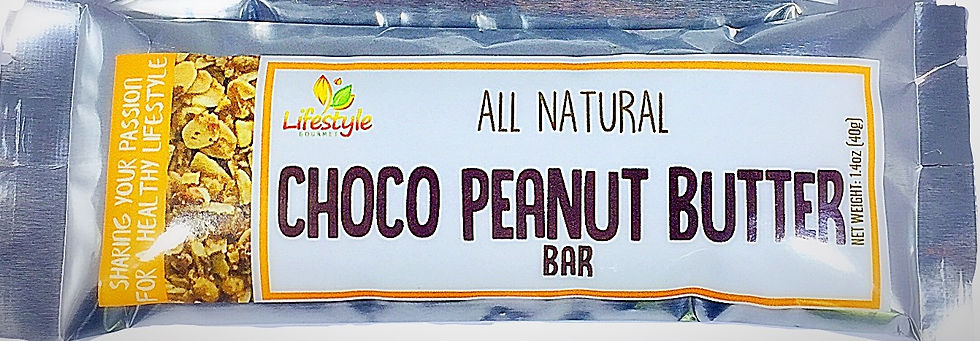 SHARING YOUR PASSION
FOR A HEALTHY LIFESTYLE
Lifestyle
GOURMET
ALL NATURAL
CHOCO PEANUT BUTTER
BAR
NET WEIGHT: 1.4oz (40g)